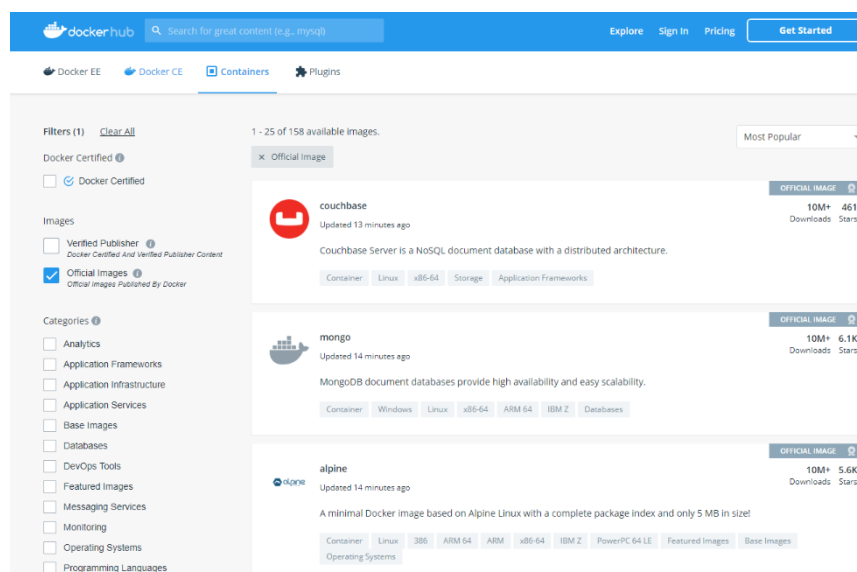 docker hub
Search for great content (e.g., mysql)
Explore Sign In Pricing Get Started
Docker EE Docker CE Containers Plugins
Filters (1) Clear All
1 - 25 of 158 available images.
Most Popular
Docker Certified
Official Image
Docker Certified
Images
Verified Publisher
Docker Certified And Verified Publisher Content
Official Images
Official Images Published By Docker
Categories
Analytics
Application Frameworks
Application Infrastructure
Application Services
Base Images
Databases
DevOps Tools
Featured Images
Messaging Services
Monitoring
Operating Systems
Programming Languages
OFFICIAL IMAGE
couchbase
10M+ 461
Downloads Stars
Updated 13 minutes ago
Couchbase Server is a NoSQL document database with a distributed architecture.
Container Linux x86-64 Storage Application Frameworks
OFFICIAL IMAGE
mongo
10M+ 6.1K
Downloads Stars
Updated 14 minutes ago
MongoDB document databases provide high availability and easy scalability.
Container Windows Linux x86-64 ARM 64 IBM Z Databases
OFFICIAL IMAGE
alpine
alpine
10M+ 5.6K
Downloads Stars
Updated 14 minutes ago
A minimal Docker image based on Alpine Linux with a complete package index and only 5 MB in size!
Container Linux 386 ARM 64 ARM x86-64 IBM Z PowerPC 64 LE Featured Images Base Images
Operating Systems